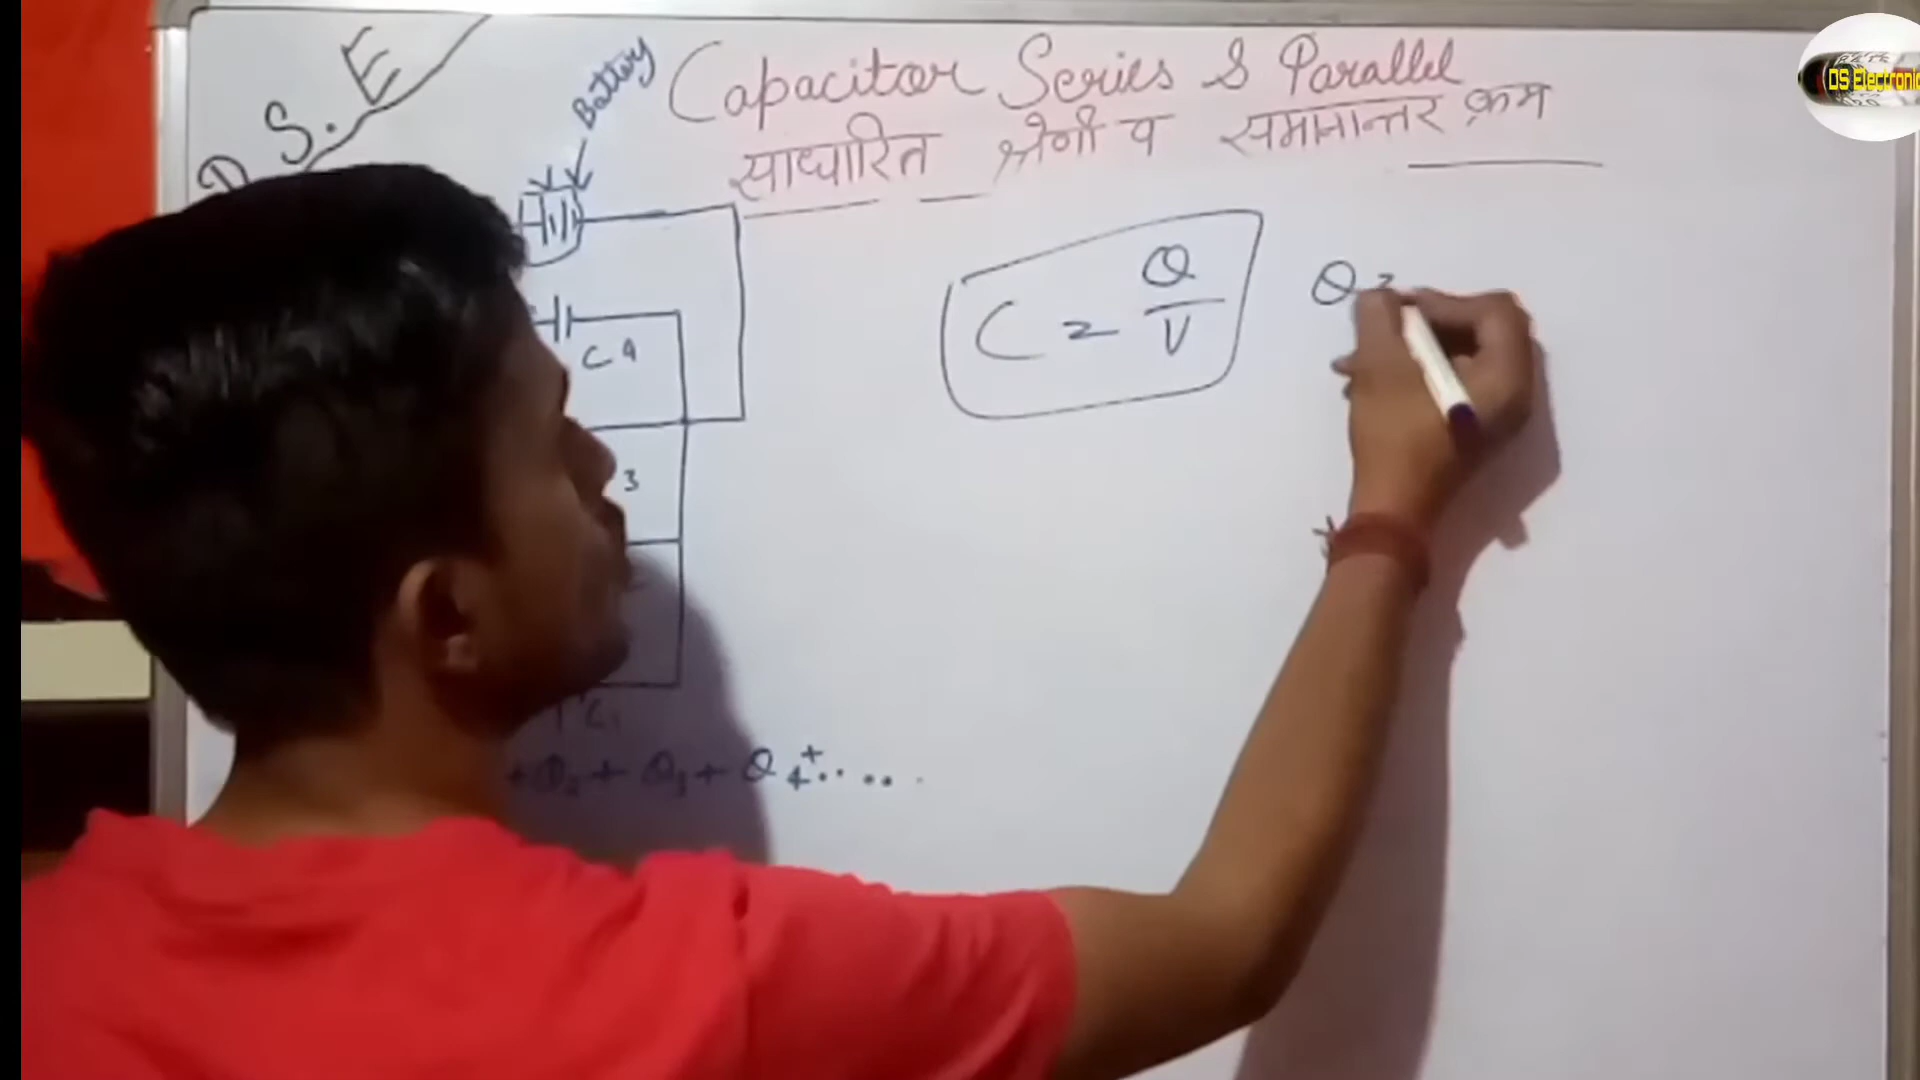 D. S. E
Battery
Capacitor Series & Parallel
साधारित श्रेणी व समानान्तर क्रम
DS Electronic
C = Q/V
Q =
C4
3
C1
+ Q2 + Q3 + Q4 + .....